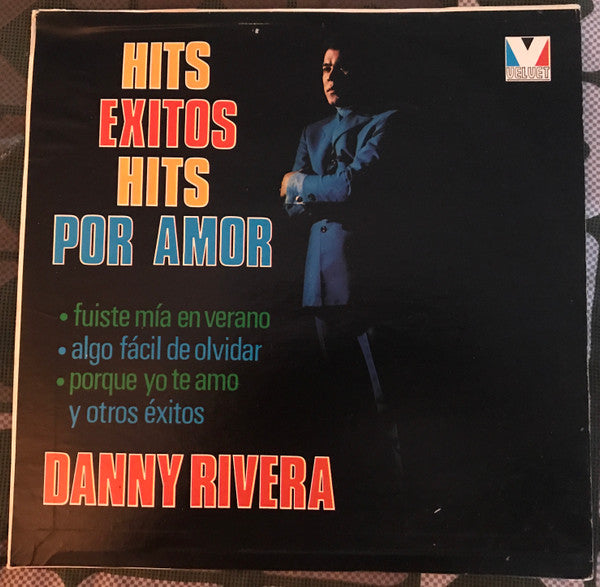 HITS
EXITOS
HITS
POR AMOR
VELVET
• fuiste mía en verano
• algo fácil de olvidar
• porque yo te amo
y otros éxitos
DANNY RIVERA